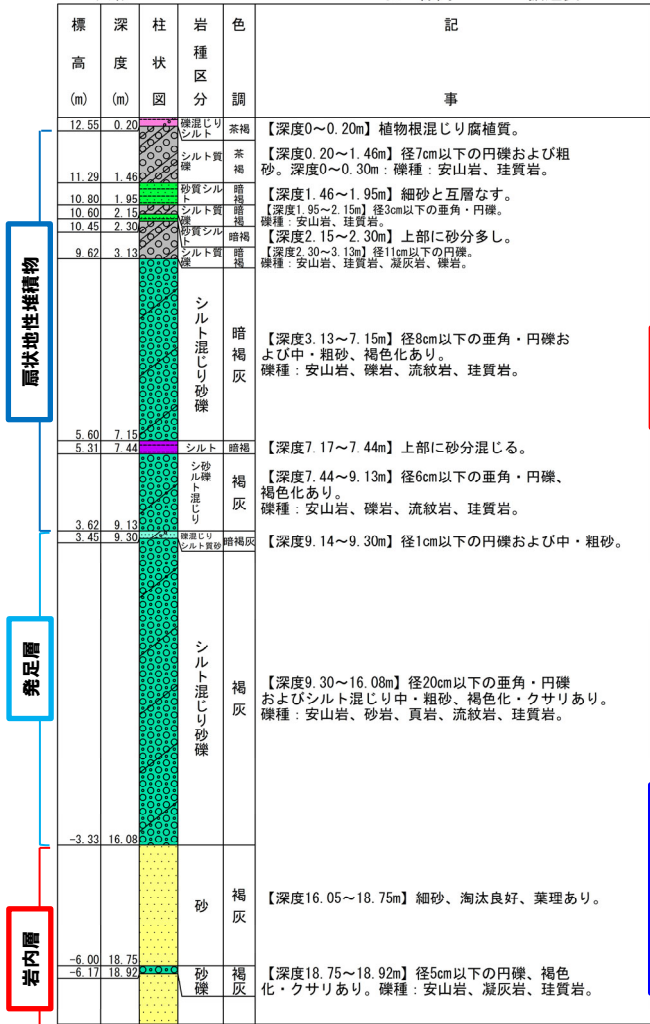 標高(m) 深度(m) 柱状図 岩種区分 色調 記事
扇状地性堆積物
12.55 0.20 礫混じりシルト 茶褐 【深度0～0.20m】植物根混じり腐植質。
11.29 1.46 シルト質礫 茶褐 【深度0.20～1.46m】径7cm以下の円礫および粗
砂。深度0～0.30m：礫種：安山岩、珪質岩。
10.80 1.95 砂質シルト 暗褐 【深度1.46～1.95m】細砂と互層なす。
10.60 2.15 シルト質礫 暗褐 【深度1.95～2.15m】径3cm以下の亜角・円礫。
礫種：安山岩、珪質岩。
10.45 2.30 砂質シルト 暗褐 【深度2.15～2.30m】上部に砂分多し。
9.62 3.13 シルト質礫 暗褐 【深度2.30～3.13m】径11cm以下の円礫。
礫種：安山岩、珪質岩、凝灰岩、礫岩。
5.60 7.15 シルト混じり砂礫 暗褐灰 【深度3.13～7.15m】径8cm以下の亜角・円礫お
よび中・粗砂、褐色化あり。
礫種：安山岩、礫岩、流紋岩、珪質岩。
5.31 7.44 シルト 暗褐 【深度7.17～7.44m】上部に砂分混じる。
3.62 9.13 シルト混じり砂礫 褐灰 【深度7.44～9.13m】径6cm以下の亜角・円礫、
褐色化あり。
礫種：安山岩、礫岩、流紋岩、珪質岩。
発足層
3.45 9.30 礫混じりシルト質砂 暗褐灰 【深度9.14～9.30m】径1cm以下の円礫および中・粗砂。
-3.33 16.08 シルト混じり砂礫 褐灰 【深度9.30～16.08m】径20cm以下の亜角・円礫
およびシルト混じり中・粗砂、褐色化・クサリあり。
礫種：安山岩、砂岩、頁岩、流紋岩、珪質岩。
岩内層
-6.00 18.75 砂 褐灰 【深度16.05～18.75m】細砂、淘汰良好、葉理あり。
-6.17 18.92 砂礫 褐灰 【深度18.75～18.92m】径5cm以下の円礫、褐色
化・クサリあり。礫種：安山岩、凝灰岩、珪質岩。